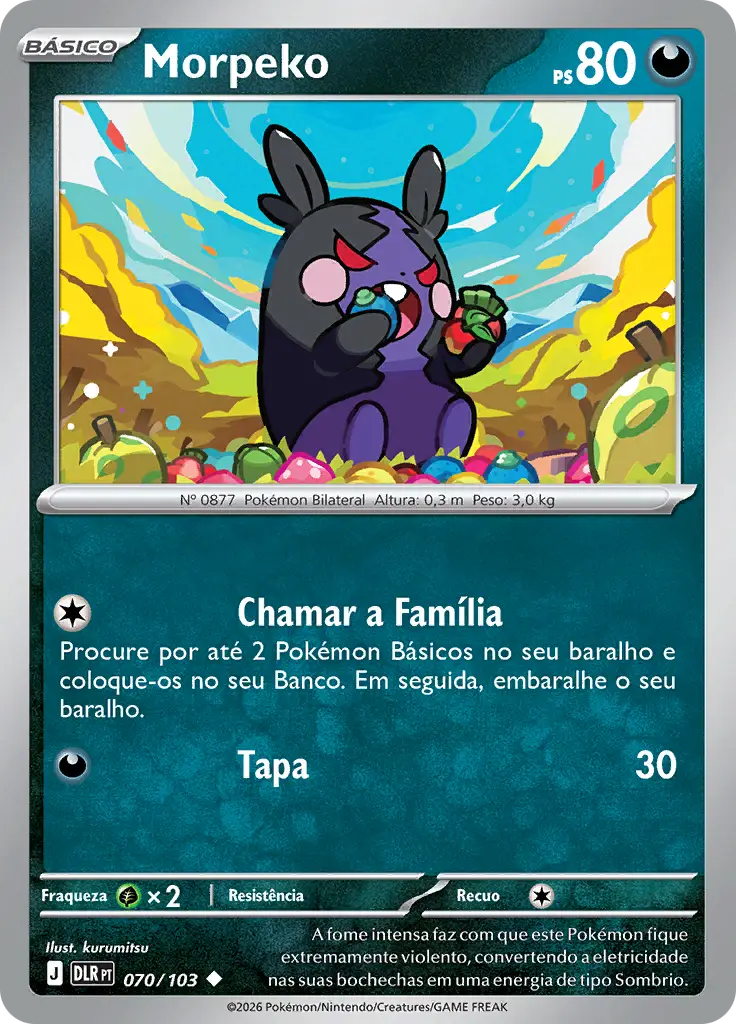 BÁSICO
Morpeko
PS 80
Nº 0877 Pokémon Bilateral Altura: 0,3 m Peso: 3,0 kg
Chamar a Família
Procure por até 2 Pokémon Básicos no seu baralho e
coloque-os no seu Banco. Em seguida, embaralhe o seu
baralho.
Tapa 30
Fraqueza ×2 Resistência Recuo
Ilust. kurumitsu
J DLR PT 070/103
A fome intensa faz com que este Pokémon fique
extremamente violento, convertendo a eletricidade
nas suas bochechas em uma energia de tipo Sombrio.
©2026 Pokémon/Nintendo/Creatures/GAME FREAK